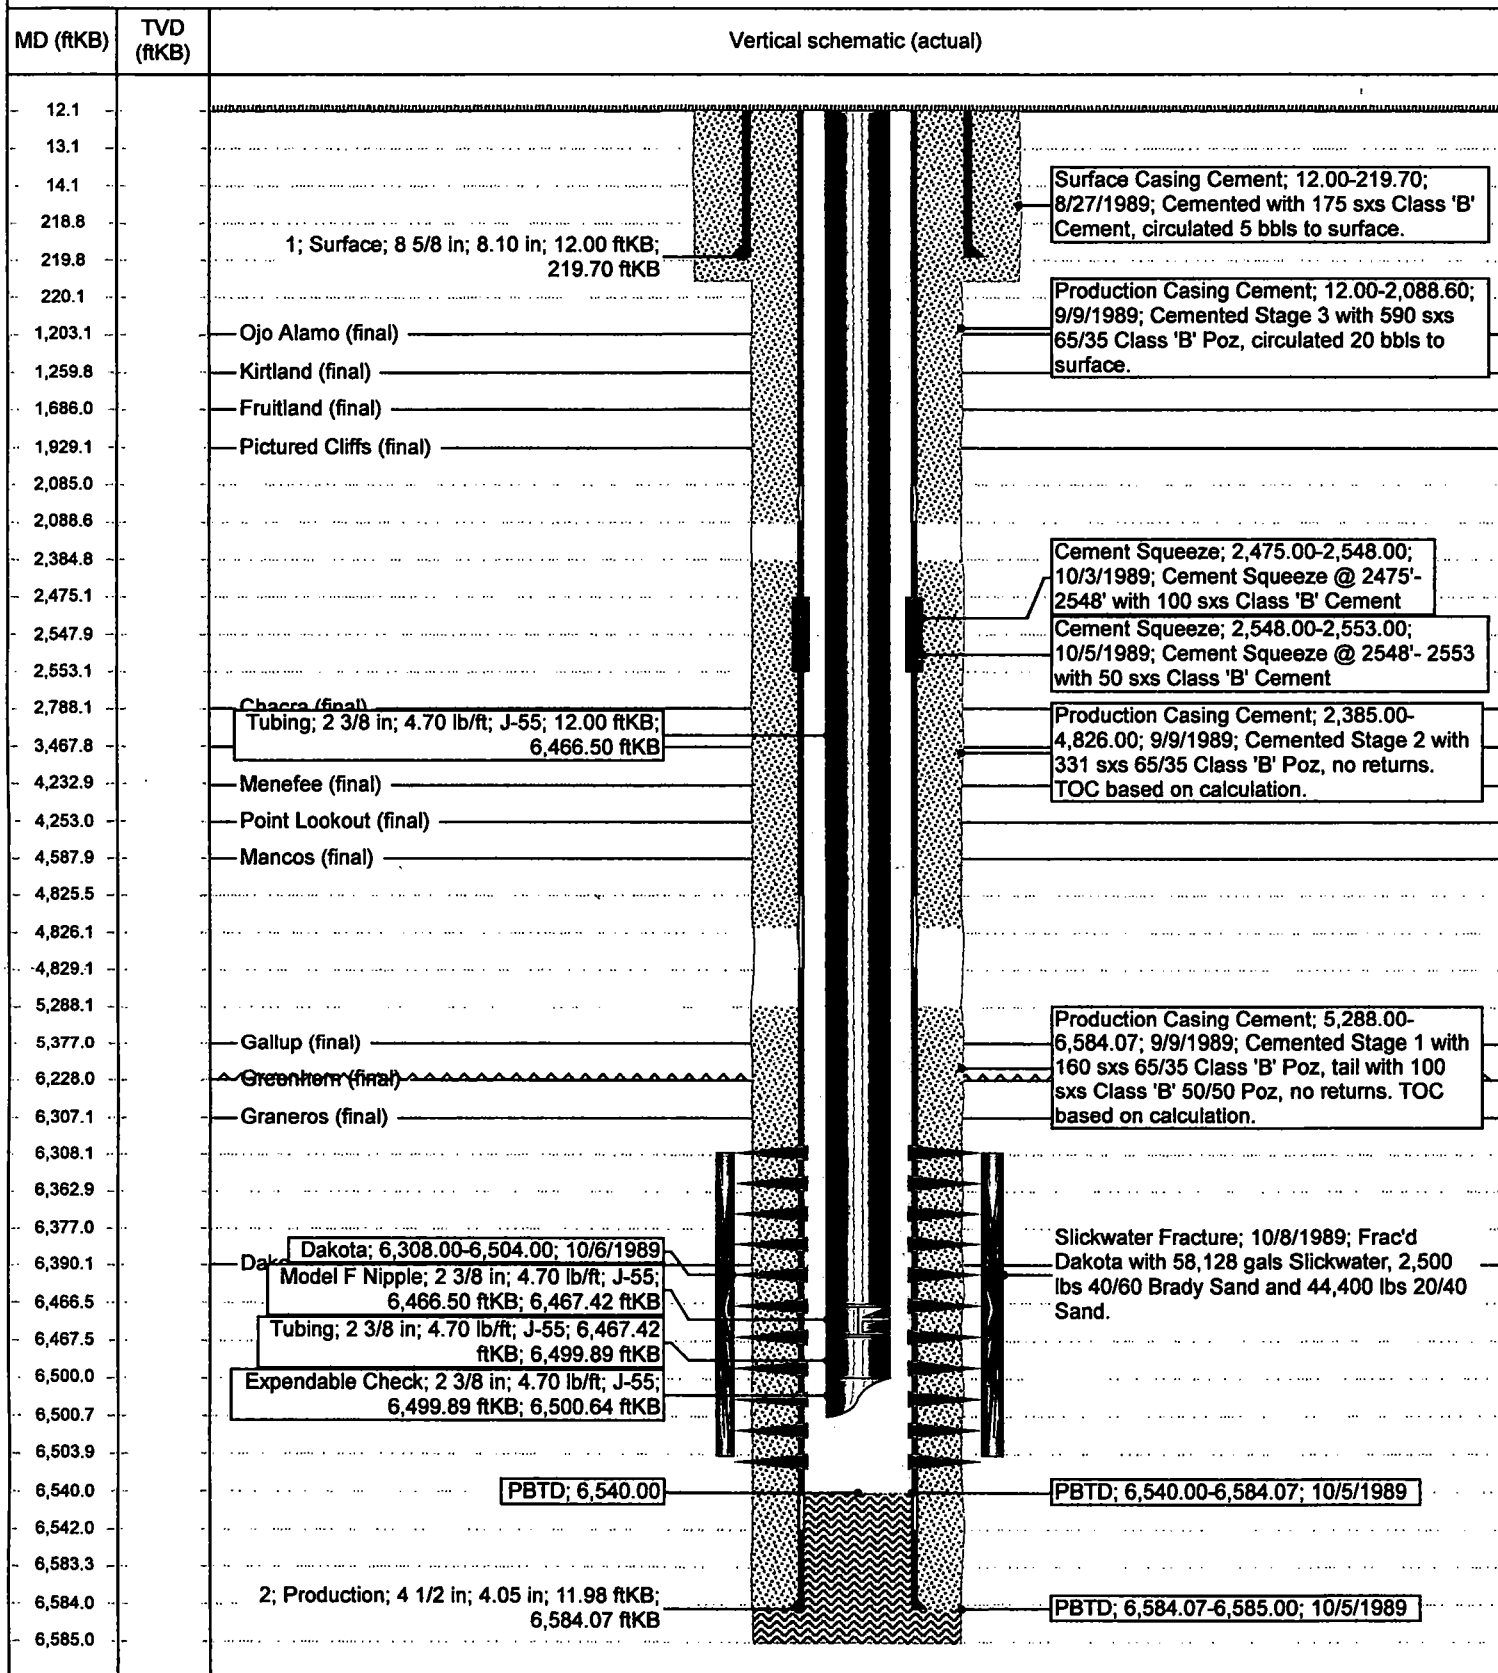 MD (ftKB)
TVD
(ftKB)
Vertical schematic (actual)
12.1
13.1
14.1
218.8
219.8
220.1
1,203.1
1,259.8
1,686.0
1,929.1
2,085.0
2,088.6
2,384.8
2,475.1
2,547.9
2,553.1
2,788.1
3,467.8
4,232.9
4,253.0
4,587.9
4,825.5
4,826.1
4,829.1
5,288.1
5,377.0
6,228.0
6,307.1
6,308.1
6,362.9
6,377.0
6,390.1
6,466.5
6,467.5
6,500.0
6,500.7
6,503.9
6,540.0
6,542.0
6,583.3
6,584.0
6,585.0
1; Surface; 8 5/8 in; 8.10 in; 12.00 ftKB;
219.70 ftKB
Ojo Alamo (final)
Kirtland (final)
Fruitland (final)
Pictured Cliffs (final)
Chacra (final)
Tubing; 2 3/8 in; 4.70 lb/ft; J-55; 12.00 ftKB;
6,466.50 ftKB
Menefee (final)
Point Lookout (final)
Mancos (final)
Gallup (final)
Greenhorn (final)
Graneros (final)
Dakota; 6,308.00-6,504.00; 10/6/1989
Model F Nipple; 2 3/8 in; 4.70 lb/ft; J-55;
6,466.50 ftKB; 6,467.42 ftKB
Tubing; 2 3/8 in; 4.70 lb/ft; J-55; 6,467.42
ftKB; 6,499.89 ftKB
Expendable Check; 2 3/8 in; 4.70 lb/ft; J-55;
6,499.89 ftKB; 6,500.64 ftKB
PBTD; 6,540.00
2; Production; 4 1/2 in; 4.05 in; 11.98 ftKB;
6,584.07 ftKB
Surface Casing Cement; 12.00-219.70;
8/27/1989; Cemented with 175 sxs Class 'B'
Cement, circulated 5 bbls to surface.
Production Casing Cement; 12.00-2,088.60;
9/9/1989; Cemented Stage 3 with 590 sxs
65/35 Class 'B' Poz, circulated 20 bbls to
surface.
Cement Squeeze; 2,475.00-2,548.00;
10/3/1989; Cement Squeeze @ 2475'-
2548' with 100 sxs Class 'B' Cement
Cement Squeeze; 2,548.00-2,553.00;
10/5/1989; Cement Squeeze @ 2548'- 2553
with 50 sxs Class 'B' Cement
Production Casing Cement; 2,385.00-
4,826.00; 9/9/1989; Cemented Stage 2 with
331 sxs 65/35 Class 'B' Poz, no returns.
TOC based on calculation.
Production Casing Cement; 5,288.00-
6,584.07; 9/9/1989; Cemented Stage 1 with
160 sxs 65/35 Class 'B' Poz, tail with 100
sxs Class 'B' 50/50 Poz, no returns. TOC
based on calculation.
Slickwater Fracture; 10/8/1989; Frac'd
Dakota with 58,128 gals Slickwater, 2,500
lbs 40/60 Brady Sand and 44,400 lbs 20/40
Sand.
PBTD; 6,540.00-6,584.07; 10/5/1989
PBTD; 6,584.07-6,585.00; 10/5/1989